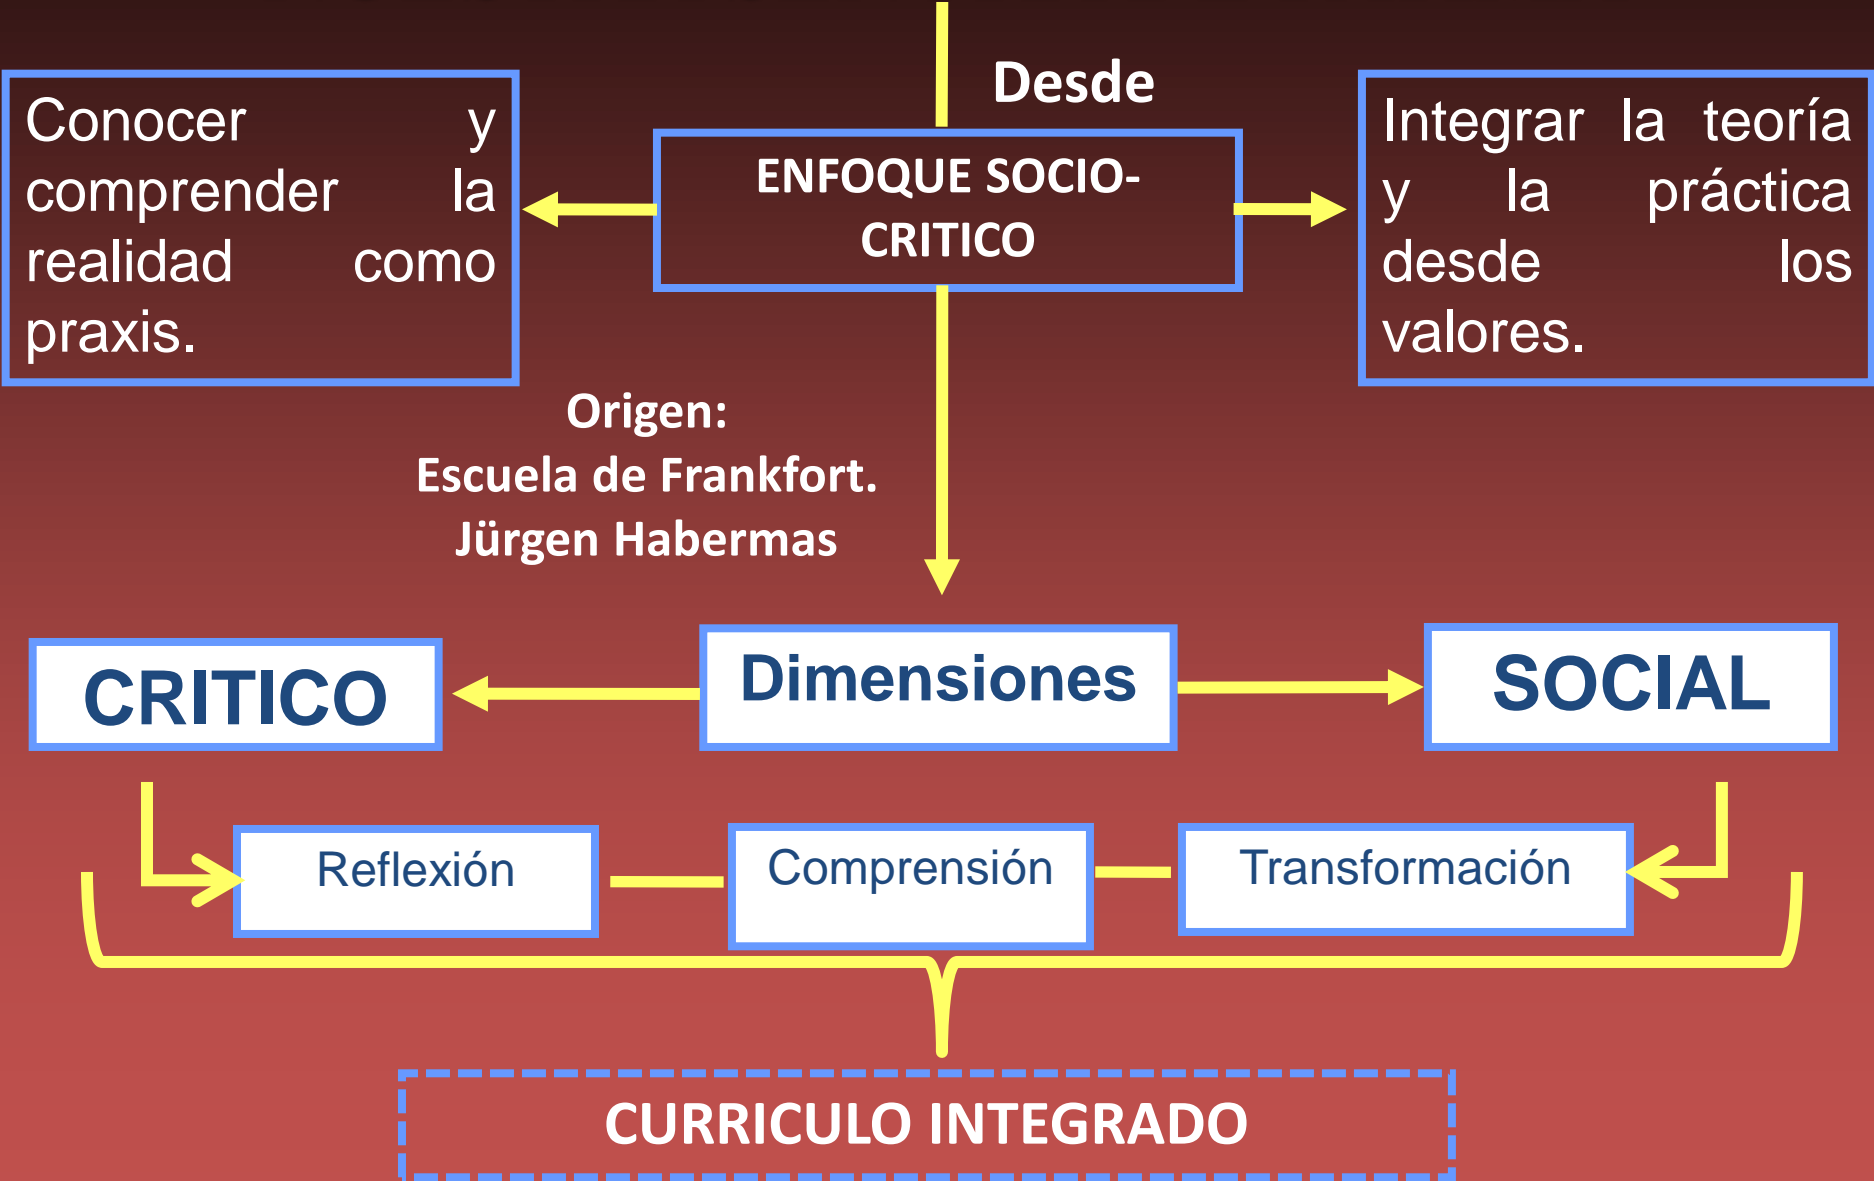 Desde
Conocer y
comprender la
realidad como
praxis.
ENFOQUE SOCIO-
CRITICO
Integrar la teoría
y la práctica
desde los
valores.
Origen:
Escuela de Frankfort.
Jürgen Habermas
CRITICO
Dimensiones
SOCIAL
Reflexión
Comprensión
Transformación
CURRICULO INTEGRADO